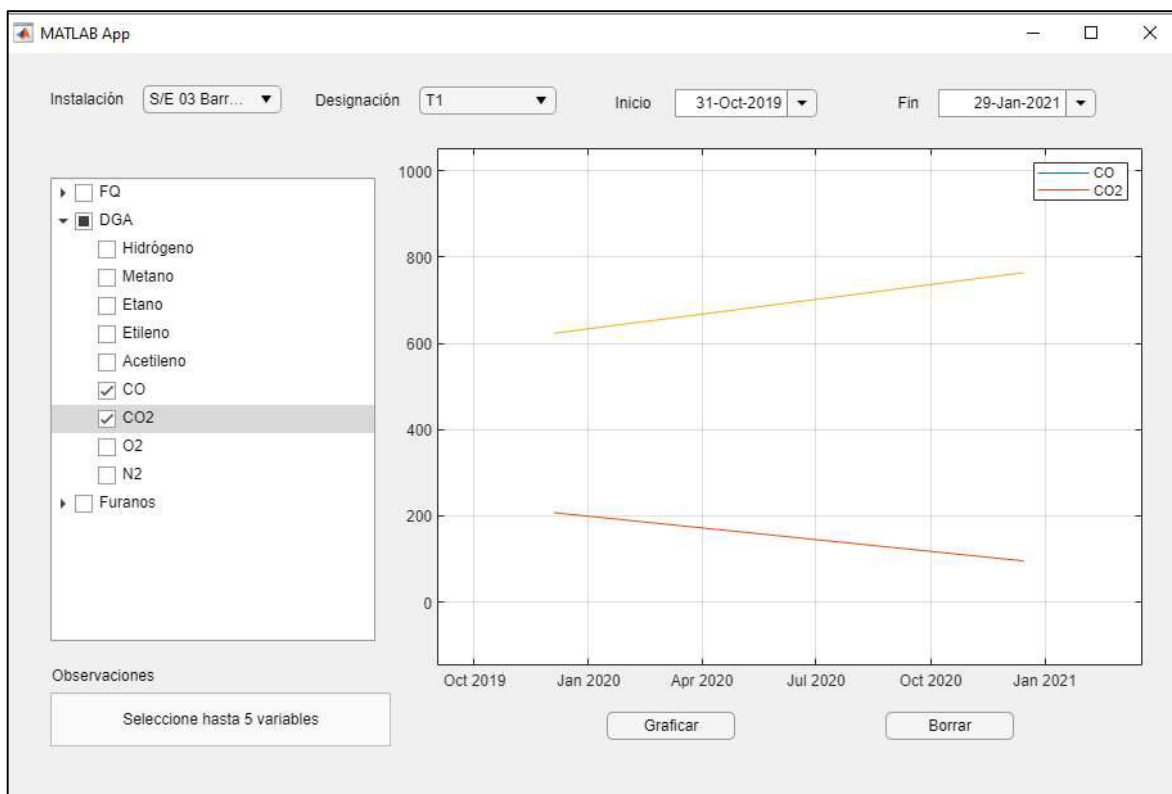 MATLAB App
Instalación S/E 03 Barr... Designación T1 Inicio 31-Oct-2019 Fin 29-Jan-2021
FQ
DGA
Hidrógeno
Metano
Etano
Etileno
Acetileno
CO
CO2
O2
N2
Furanos
Observaciones
Seleccione hasta 5 variables
1000
800
600
400
200
0
CO
CO2
Oct 2019 Jan 2020 Apr 2020 Jul 2020 Oct 2020 Jan 2021
Graficar Borrar